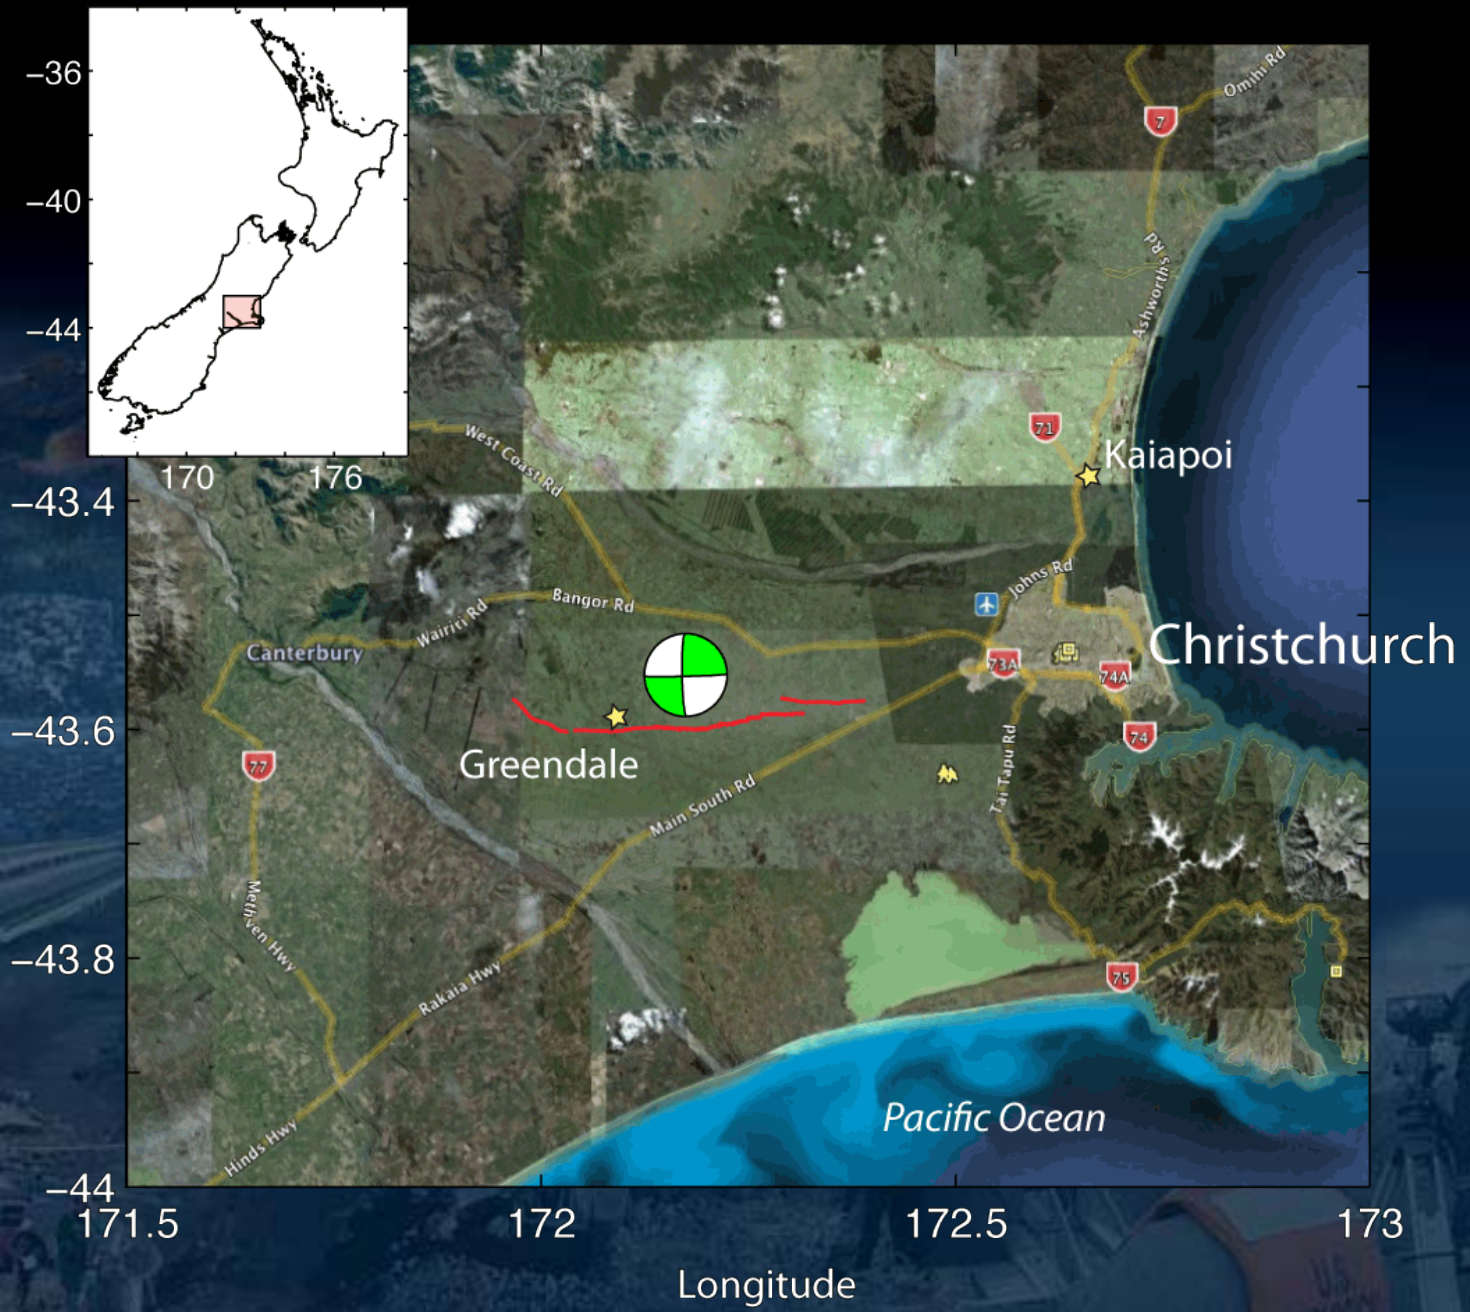 −36
−40
−44
170
176
Omihi Rd
7
Ashworths Rd
71
Kaiapoi
West Coast Rd
−43.4
Johns Rd
Bangor Rd
Wairiri Rd
Canterbury
Christchurch
73A
74A
−43.6
74
Greendale
77
Tai Tapu Rd
Main South Rd
Methven Hwy
−43.8
75
Rakaia Hwy
Pacific Ocean
Hinds Hwy
−44
171.5
172
172.5
173
Longitude